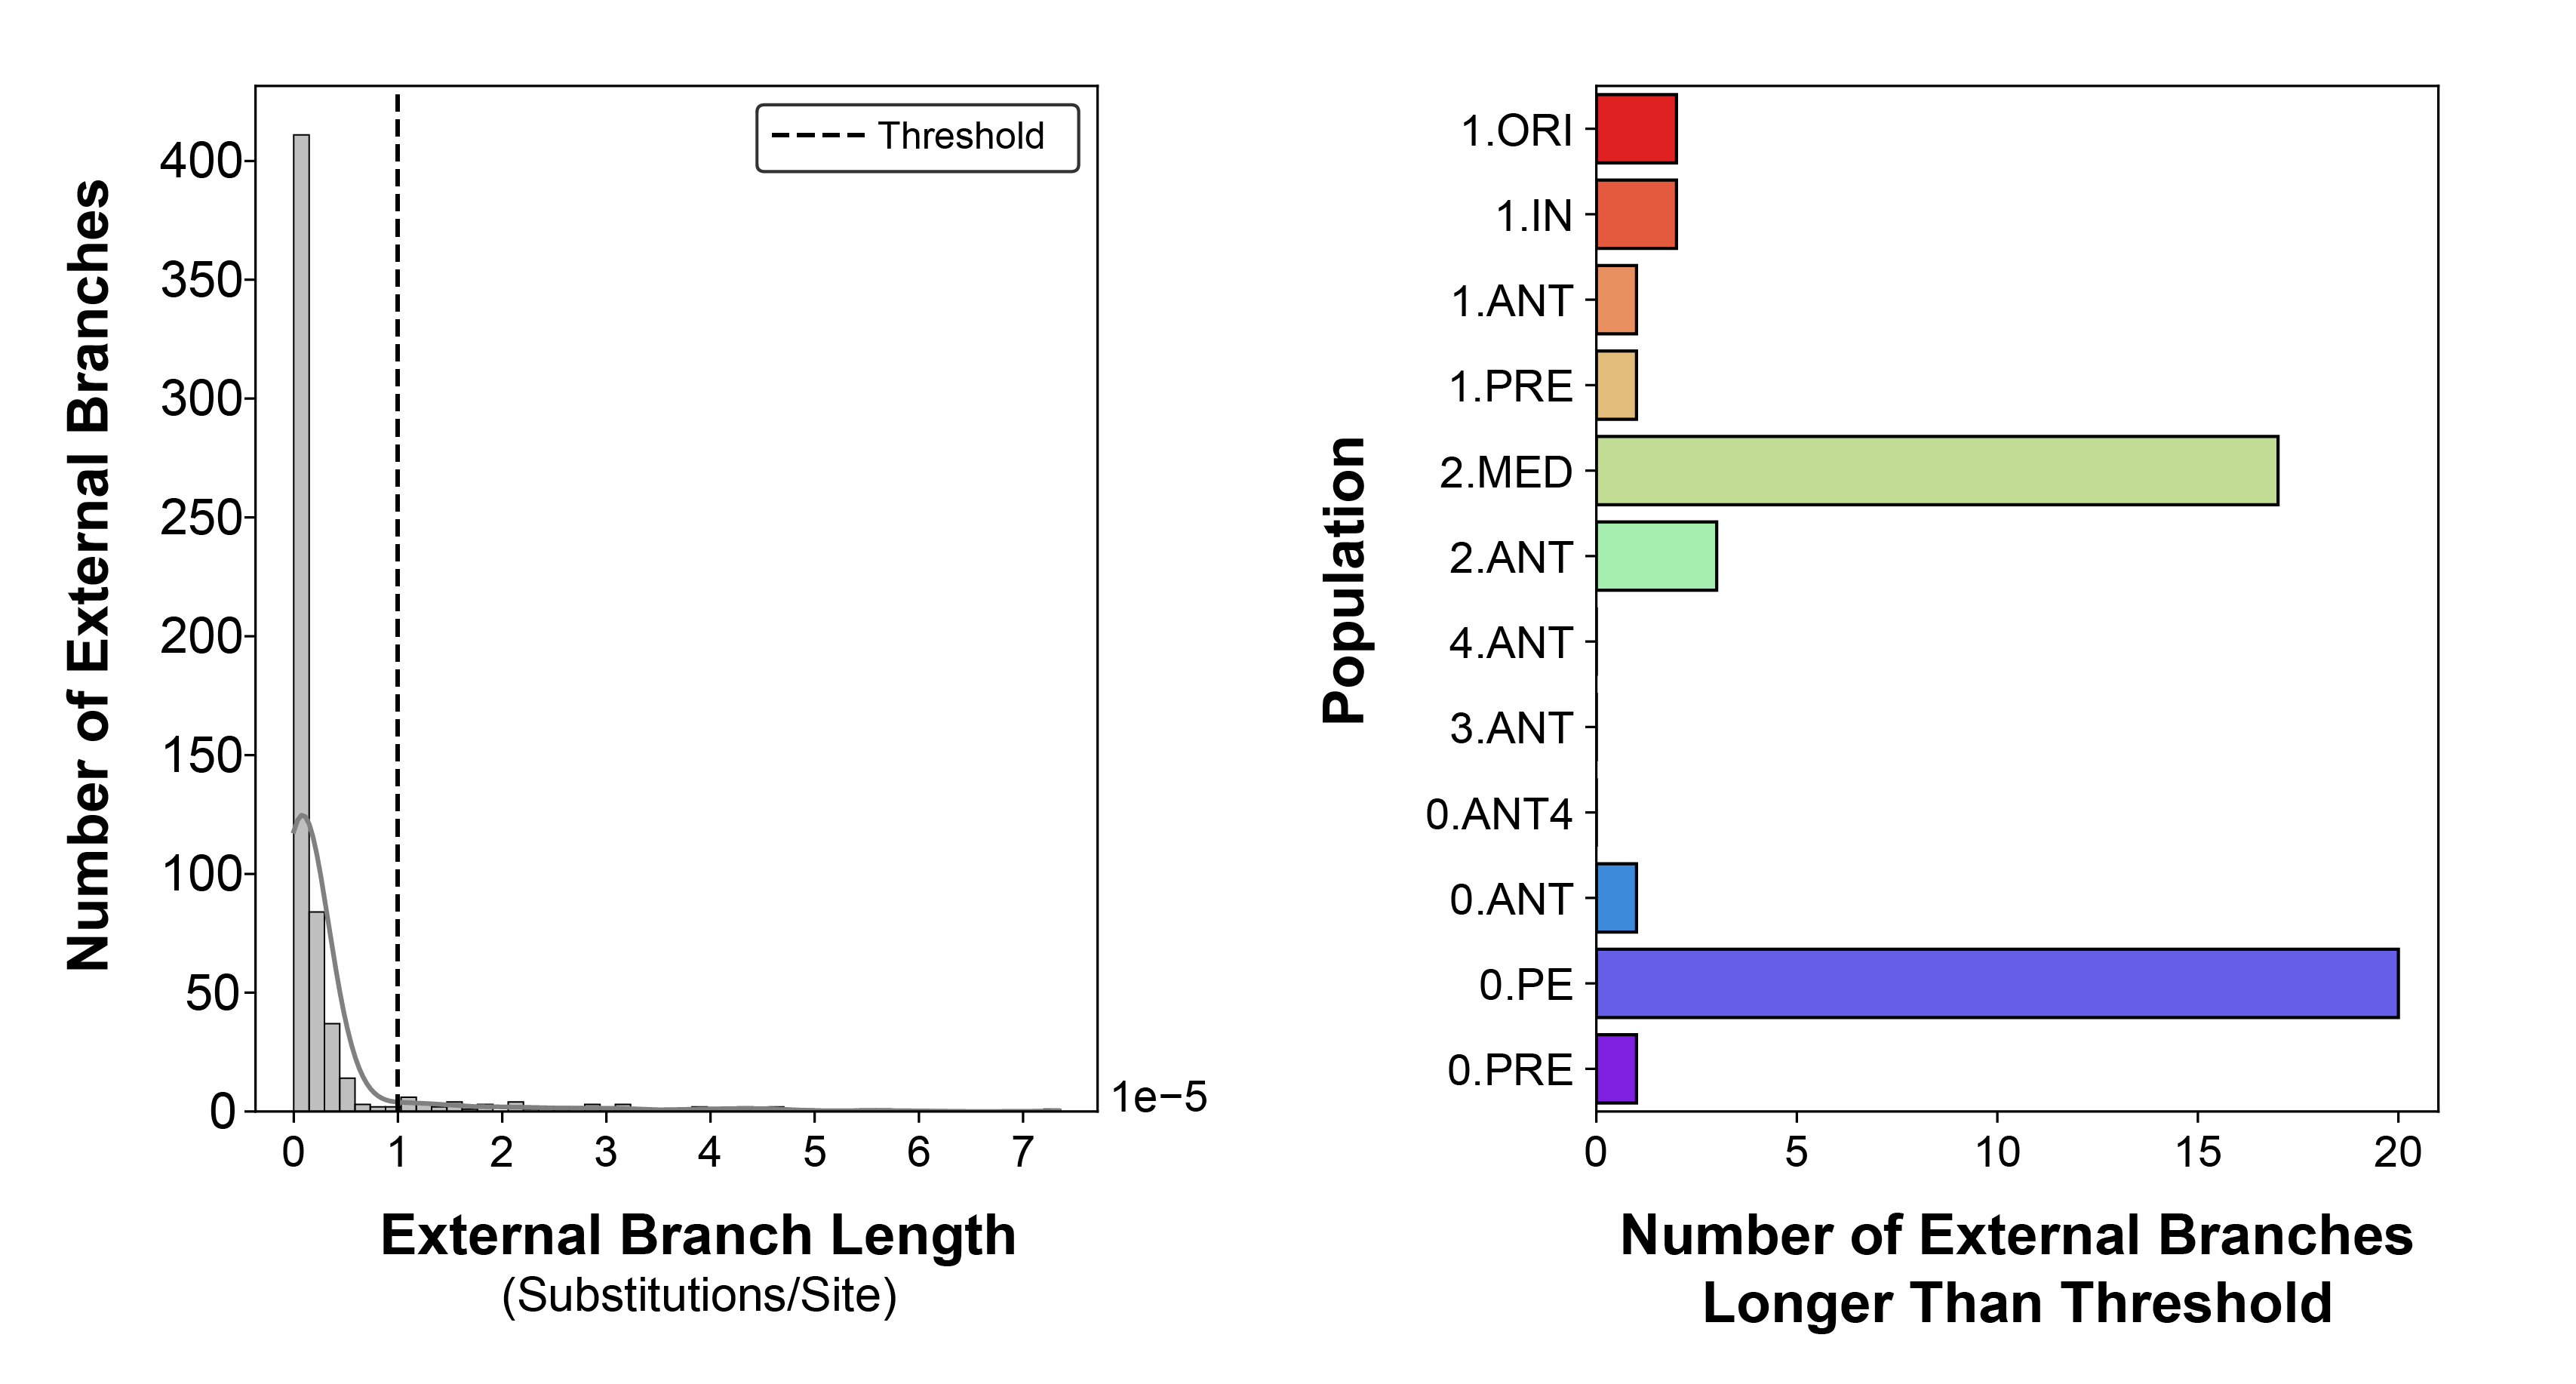 Number of External Branches
400
350
300
250
200
150
100
50
0
Threshold
0 1 2 3 4 5 6 7
1e−5
External Branch Length
(Substitutions/Site)
Population
1.ORI
1.IN
1.ANT
1.PRE
2.MED
2.ANT
4.ANT
3.ANT
0.ANT4
0.ANT
0.PE
0.PRE
0 5 10 15 20
Number of External Branches
Longer Than Threshold